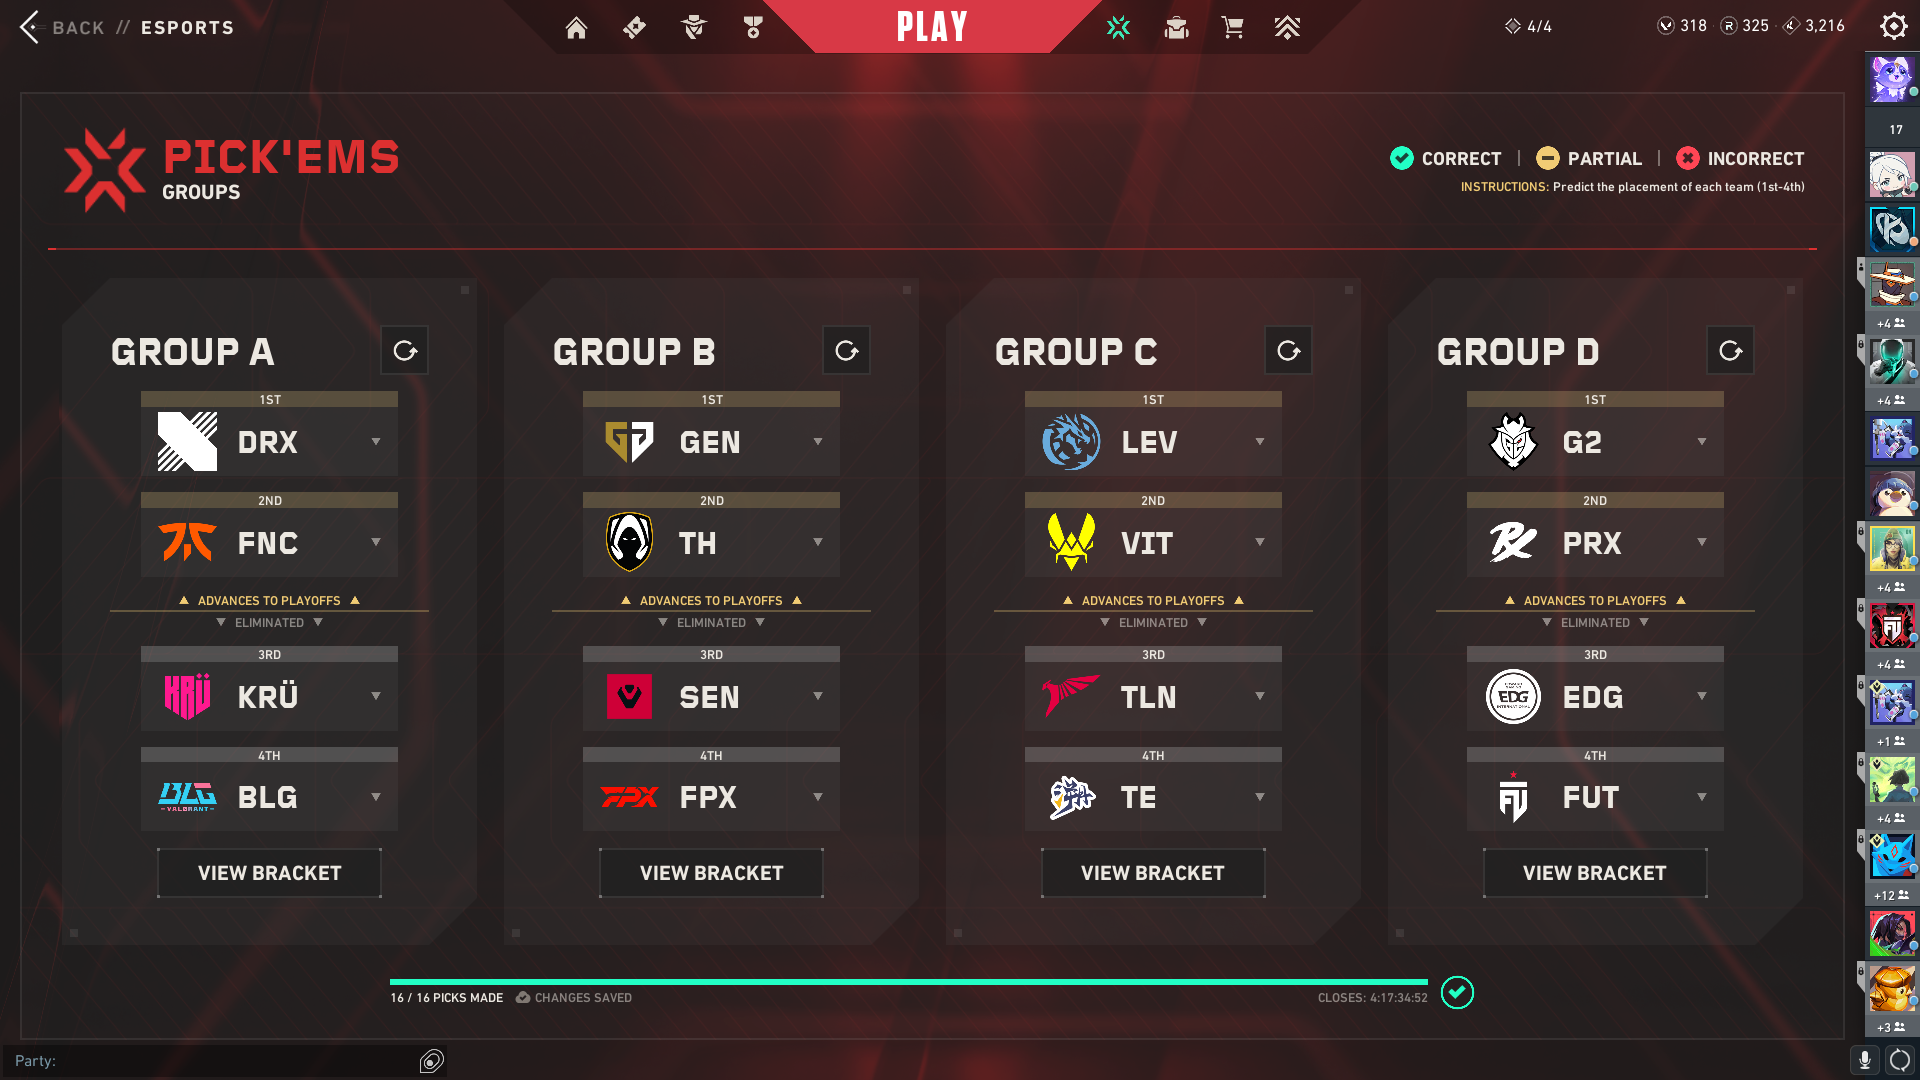 BACK // ESPORTS
PLAY
4/4
318
325
3,216
PICK'EMS
GROUPS
CORRECT | PARTIAL | INCORRECT
INSTRUCTIONS: Predict the placement of each team (1st-4th)
GROUP A
1ST
DRX
2ND
FNC
ADVANCES TO PLAYOFFS
ELIMINATED
3RD
KRÜ
4TH
BLG
VIEW BRACKET
GROUP B
1ST
GEN
2ND
TH
ADVANCES TO PLAYOFFS
ELIMINATED
3RD
SEN
4TH
FPX
VIEW BRACKET
GROUP C
1ST
LEV
2ND
VIT
ADVANCES TO PLAYOFFS
ELIMINATED
3RD
TLN
4TH
TE
VIEW BRACKET
GROUP D
1ST
G2
2ND
PRX
ADVANCES TO PLAYOFFS
ELIMINATED
3RD
EDG
4TH
FUT
VIEW BRACKET
16 / 16 PICKS MADE
CHANGES SAVED
CLOSES: 4:17:34:52
Party:
17
+4
+4
+4
+4
+1
+4
+12
+3